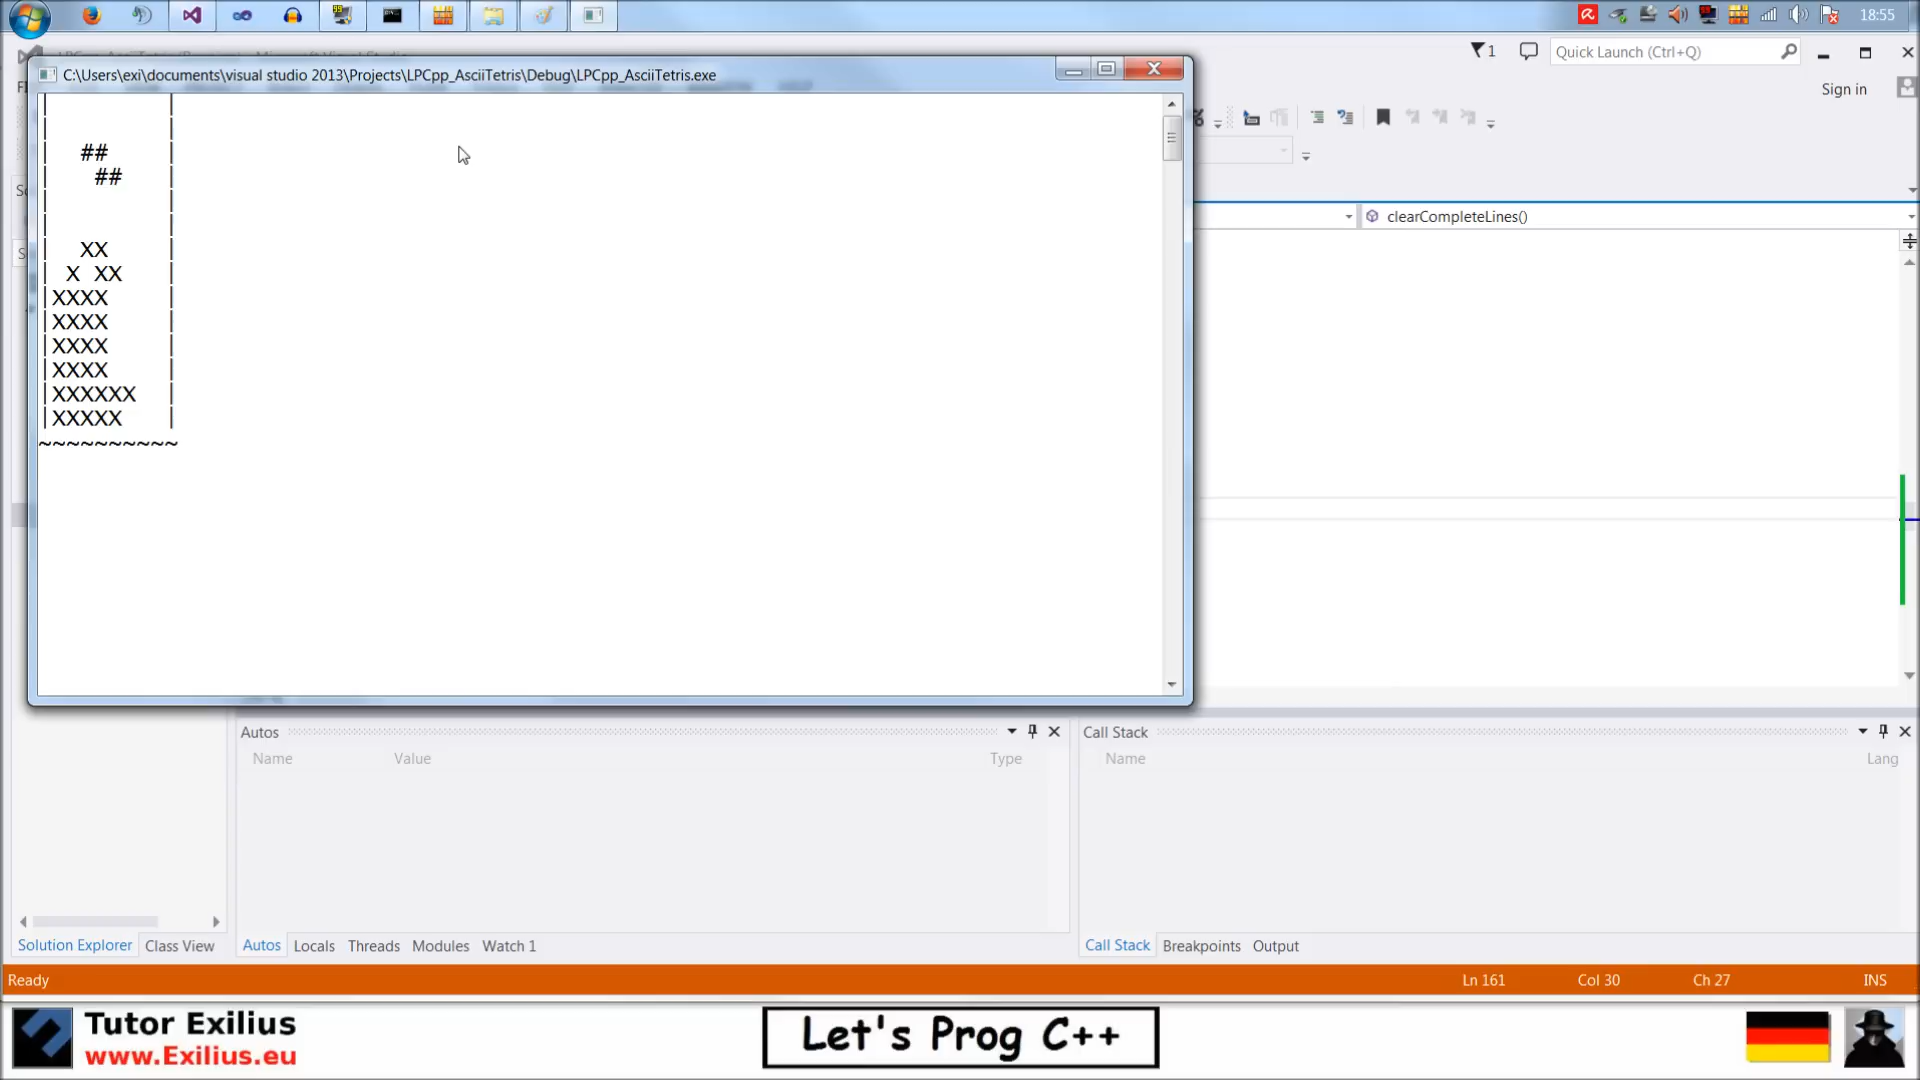 18:55
Quick Launch (Ctrl+Q)
1
C:\Users\exi\documents\visual studio 2013\Projects\LPCpp_AsciiTetris\Debug\LPCpp_AsciiTetris.exe
Sign in
|         |
|         |
|  ##     |
|   ##    |
|         |
|         |
|  XX     |
| X XX    |
|XXXX     |
|XXXX     |
|XXXX     |
|XXXX     |
|XXXXXX   |
|XXXXX    |
~~~~~~~~~~
clearCompleteLines()
Autos
Name Value Type
Call Stack
Name Lang
Solution Explorer Class View
Autos Locals Threads Modules Watch 1
Call Stack Breakpoints Output
Ready Ln 161 Col 30 Ch 27 INS
Tutor Exilius
www.Exilius.eu
Let's Prog C++